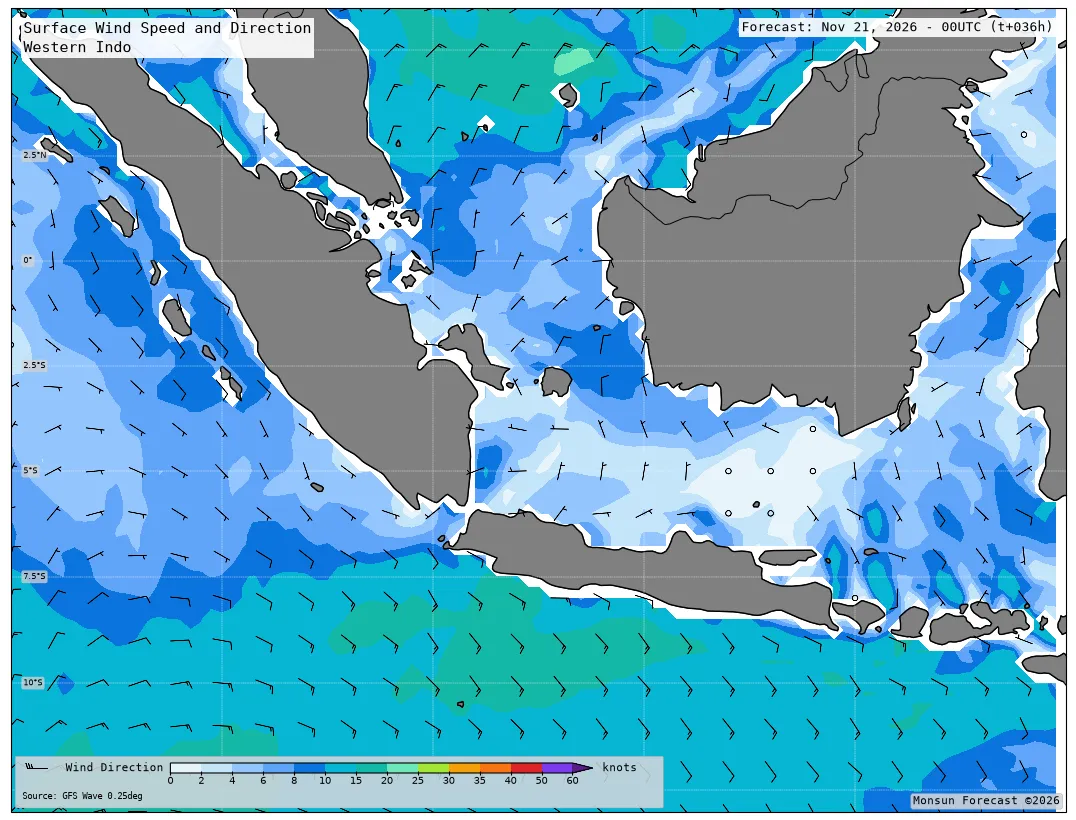 Surface Wind Speed and Direction
Western Indo
Forecast: Nov 21, 2026 - 00UTC (t+036h)
2.5°N
0°
2.5°S
5°S
7.5°S
10°S
Wind Direction
0 2 4 6 8 10 15 20 25 30 40 50 60
knots
Source: GFS Wave 0.25deg
Monsun Forecast ©2026